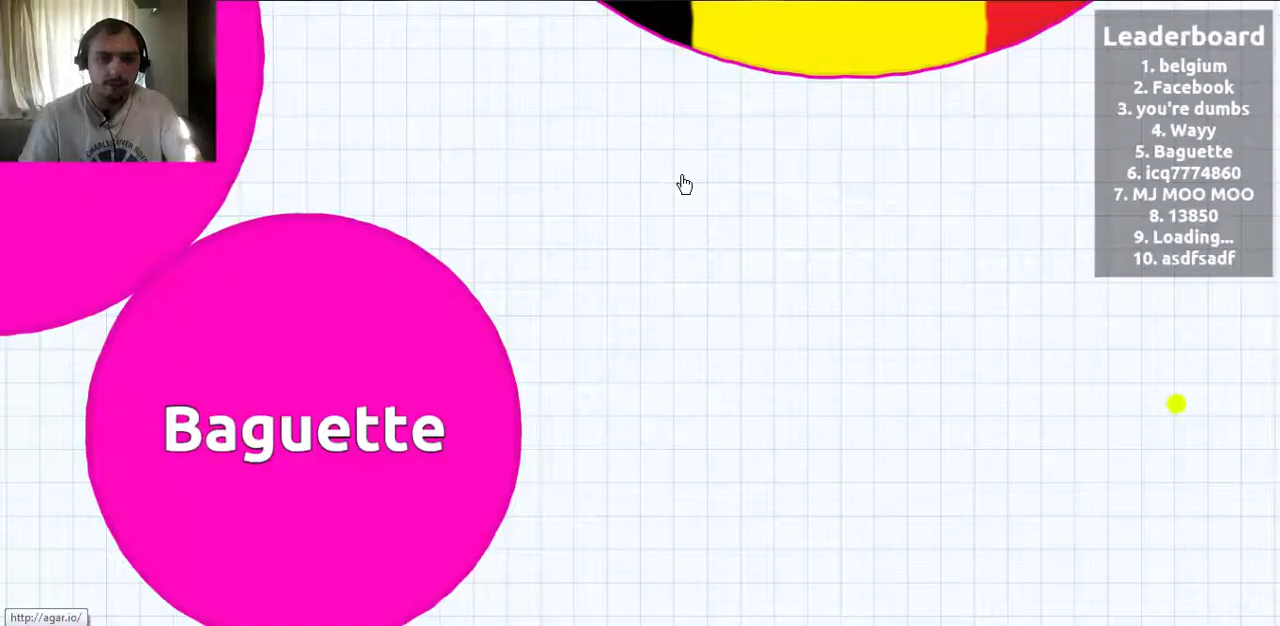 Leaderboard
1. belgium
2. Facebook
3. you're dumbs
4. Wayy
5. Baguette
6. icq7774860
7. MJ MOO MOO
8. 13850
9. Loading...
10. asdfsadf
Baguette
http://agar.io/